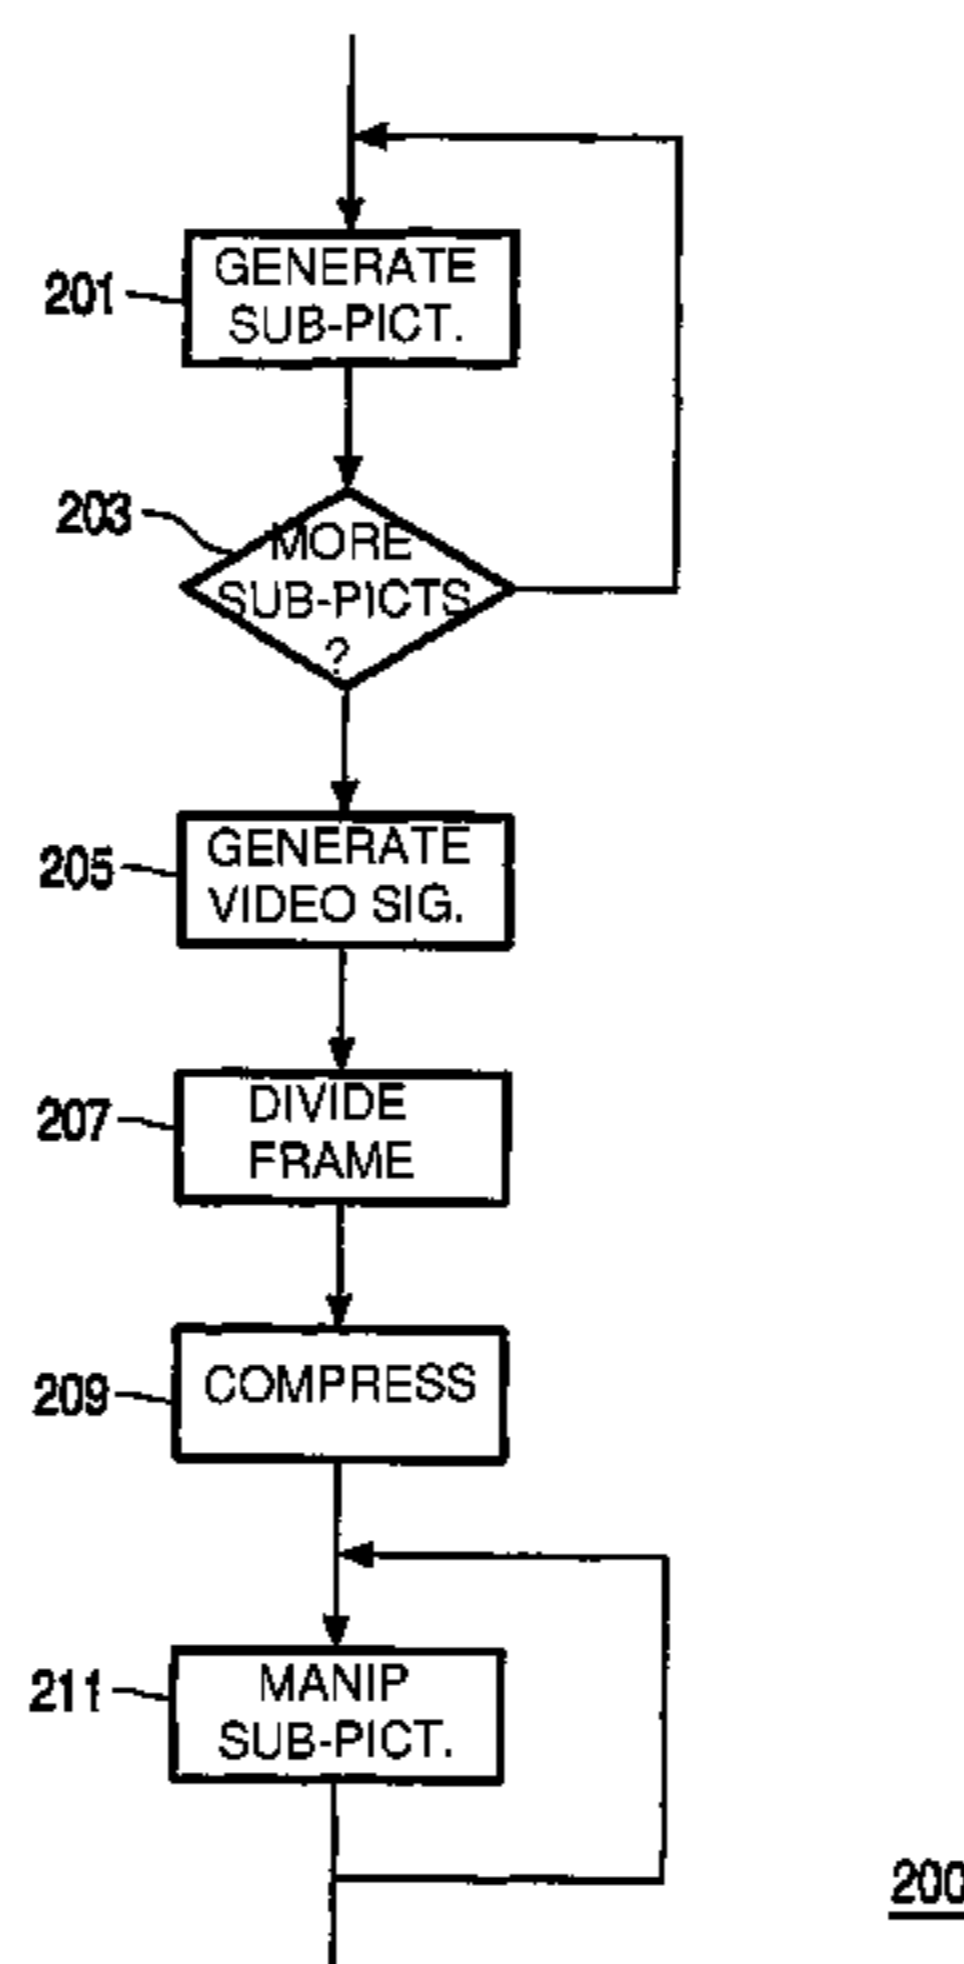 201
GENERATE
SUB-PICT.
203
MORE
SUB-PICTS
?
205
GENERATE
VIDEO SIG.
207
DIVIDE
FRAME
209
COMPRESS
211
MANIP
SUB-PICT.
200